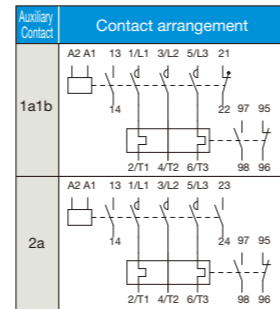 Auxiliary
Contact
Contact arrangement
1a1b
A2 A1 13 1/L1 3/L2 5/L3 21
14 22 97 95
2/T1 4/T2 6/T3 98 96
2a
A2 A1 13 1/L1 3/L2 5/L3 23
14 24 97 95
2/T1 4/T2 6/T3 98 96